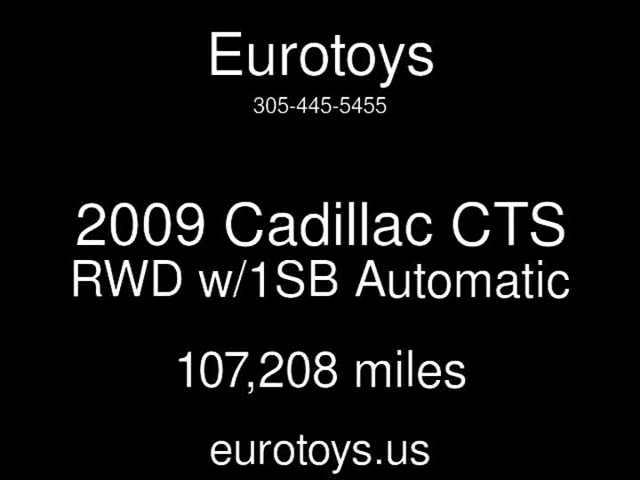 Eurotoys
305-445-5455
2009 Cadillac CTS
RWD w/1SB Automatic
107,208 miles
eurotoys.us